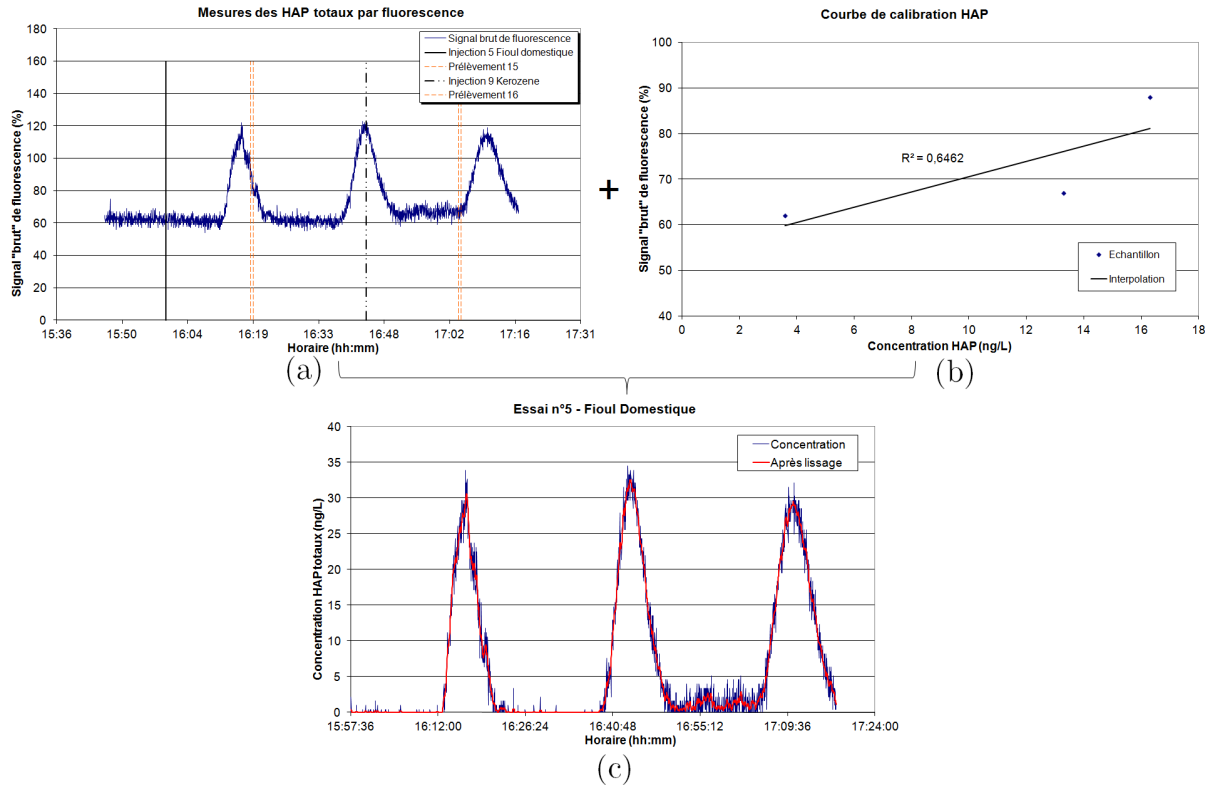 Mesures des HAP totaux par fluorescence
Signal "brut" de fluorescence (%)
180
160
140
120
100
80
60
40
20
0
15:36
15:50
16:04
16:19
16:33
16:48
17:02
17:16
17:31
Horaire (hh:mm)
Signal brut de fluorescence
Injection 5 Fioul domestique
Prélèvement 15
Injection 9 Kerozene
Prélèvement 16
(a)
+
Courbe de calibration HAP
Signal "brut" de fluorescence (%)
100
90
80
70
60
50
40
0
2
4
6
8
10
12
14
16
18
R² = 0,6462
Echantillon
Interpolation
Concentration HAP (ng/L)
(b)
Essai n°5 - Fioul Domestique
Concentration HAP totaux (ng/L)
40
35
30
25
20
15
10
5
0
15:57:36
16:12:00
16:26:24
16:40:48
16:55:12
17:09:36
17:24:00
Horaire (hh:mm)
Concentration
Après lissage
(c)